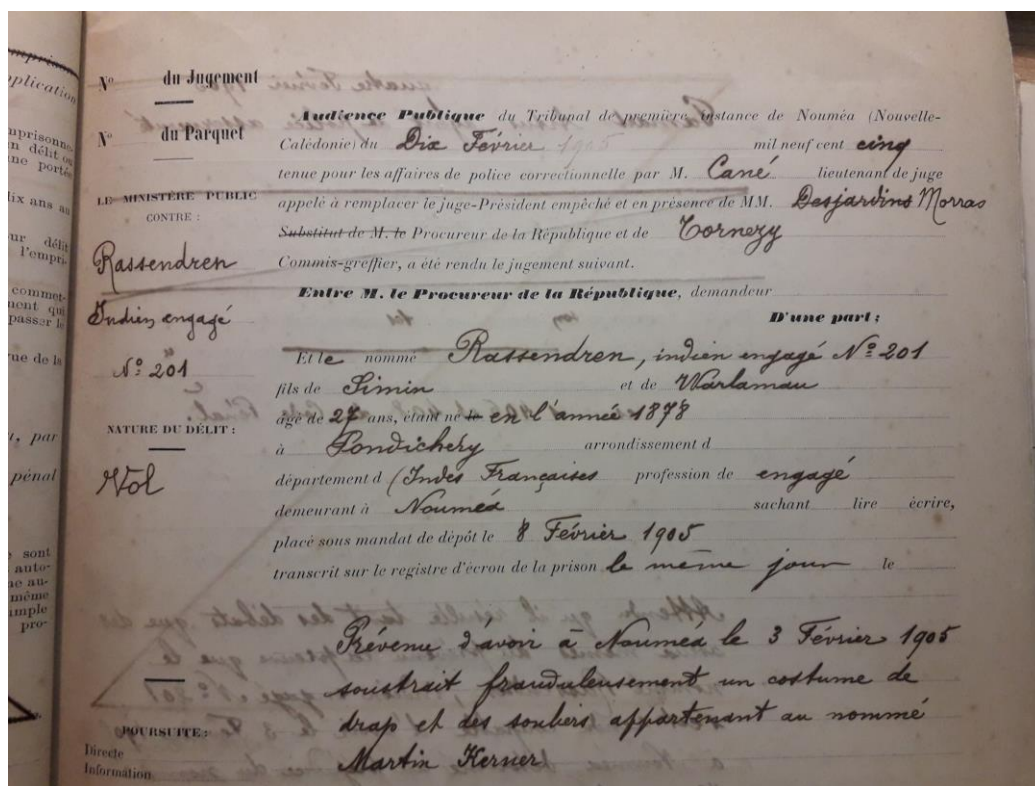 N° du Jugement
N° du Parquet
LE MINISTÈRE PUBLIC
CONTRE :
Rassendren
Indien engagé
N° 201
NATURE DU DÉLIT :
Vol
POURSUITE :
Directe
Information
Audience Publique du Tribunal de première instance de Nouméa (Nouvelle-
Calédonie) du Dix Février 1905 mil neuf cent cinq
tenue pour les affaires de police correctionnelle par M. Cané lieutenant de juge
appelé à remplacer le juge-Président empêché et en présence de MM. Desjardins Morras
Substitut de M. le Procureur de la République et de Tornezy
Commis-greffier, a été rendu le jugement suivant.
Entre M. le Procureur de la République, demandeur
D'une part ;
Et le nommé Rassendren, indien engagé N° 201
fils de Simin et de Warlamau
âgé de 27 ans, étant né le en l'année 1878
à Pondichery arrondissement d
département d (Indes Françaises profession de engagé
demeurant à Nouméa sachant lire écrire,
placé sous mandat de dépôt le 8 Février 1905
transcrit sur le registre d'écrou de la prison le même jour le
Prévenu d'avoir à Nouméa le 3 Février 1905
soustrait frauduleusement un costume de
drap et des souliers appartenant au nommé
Martin Kerner